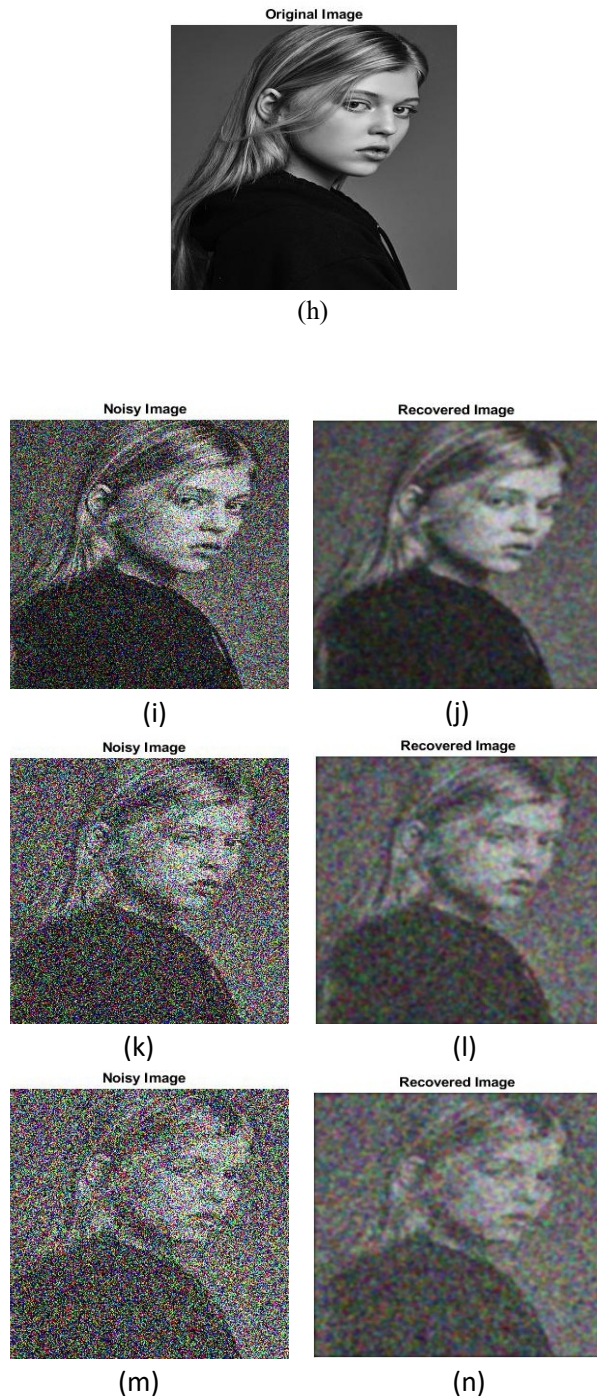 Original Image
(h)
Noisy Image
Recovered Image
(i)
(j)
Noisy Image
Recovered Image
(k)
(l)
Noisy Image
Recovered Image
(m)
(n)